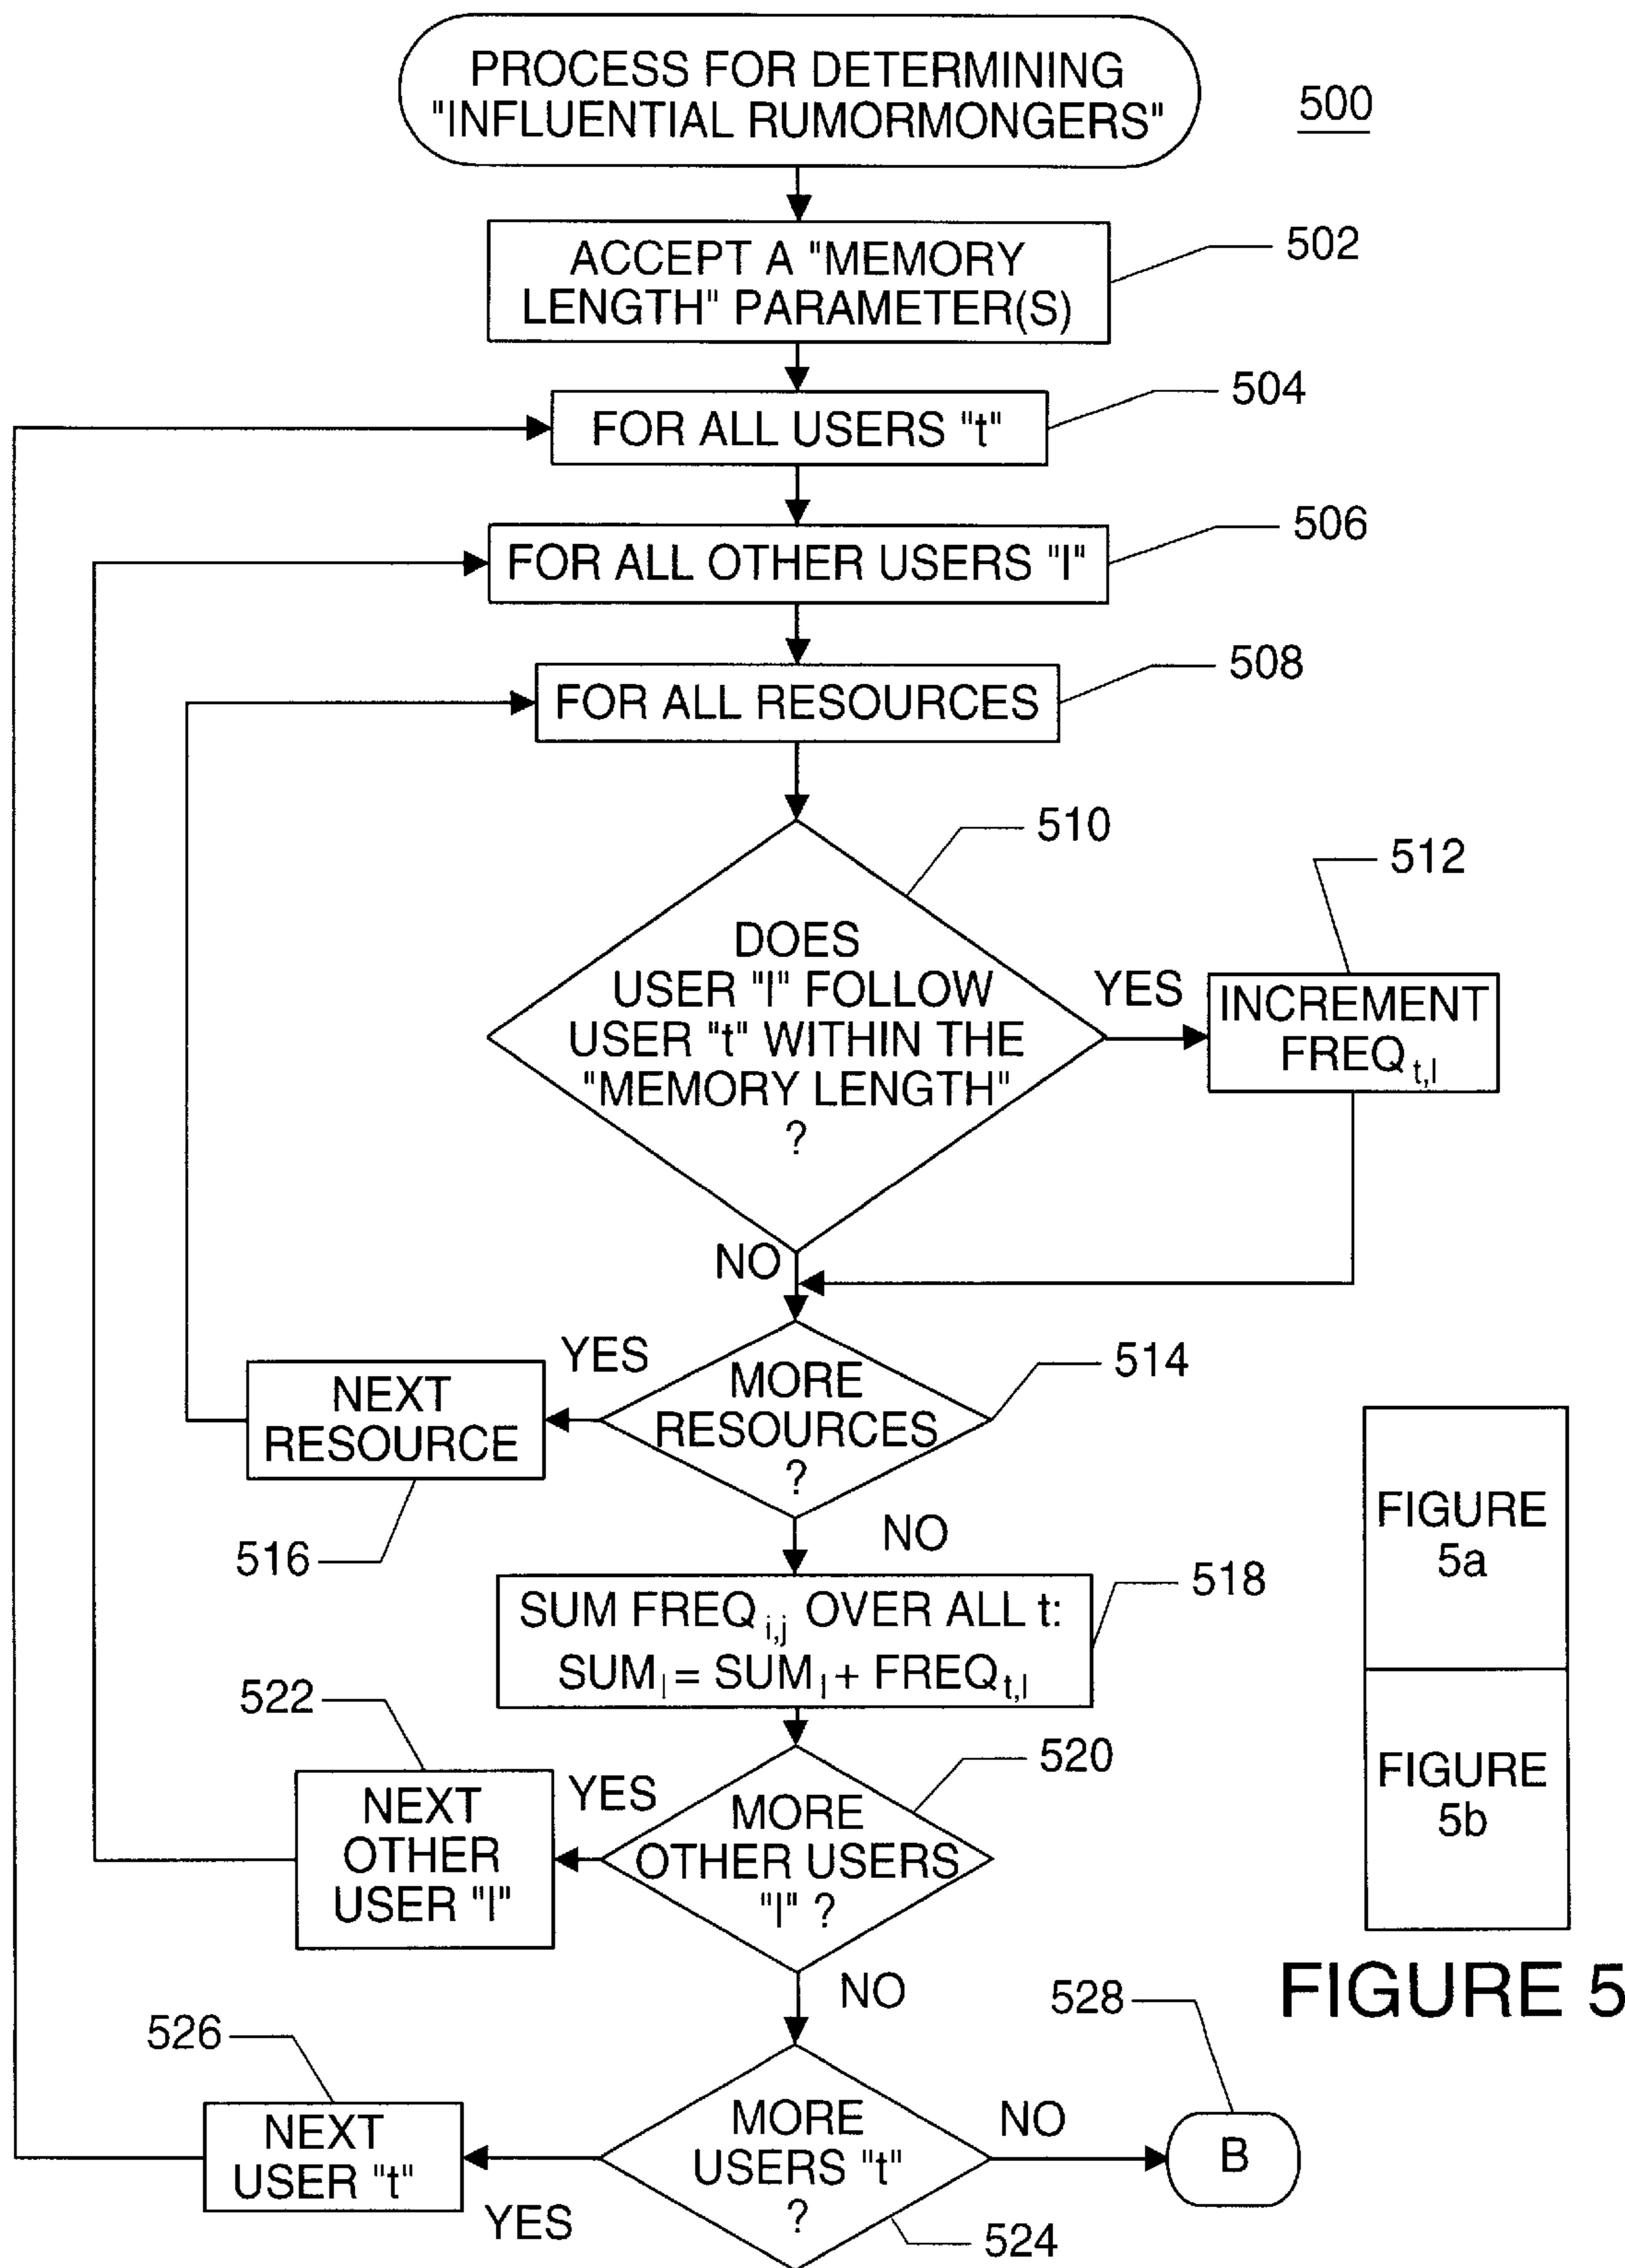 PROCESS FOR DETERMINING
"INFLUENTIAL RUMORMONGERS"
500
ACCEPT A "MEMORY
LENGTH" PARAMETER(S)
502
FOR ALL USERS "t"
504
FOR ALL OTHER USERS "l"
506
FOR ALL RESOURCES
508
510
DOES
USER "l" FOLLOW
USER "t" WITHIN THE
"MEMORY LENGTH"
?
YES
512
INCREMENT
FREQ t,l
NO
MORE
RESOURCES
?
514
YES
NEXT
RESOURCE
516
NO
SUM FREQ i,j OVER ALL t:
SUM l = SUM l + FREQ t,l
518
520
MORE
OTHER USERS
"l" ?
YES
522
NEXT
OTHER
USER "l"
NO
MORE
USERS "t"
?
524
YES
526
NEXT
USER "t"
NO
528
B
FIGURE
5a
FIGURE
5b
FIGURE 5